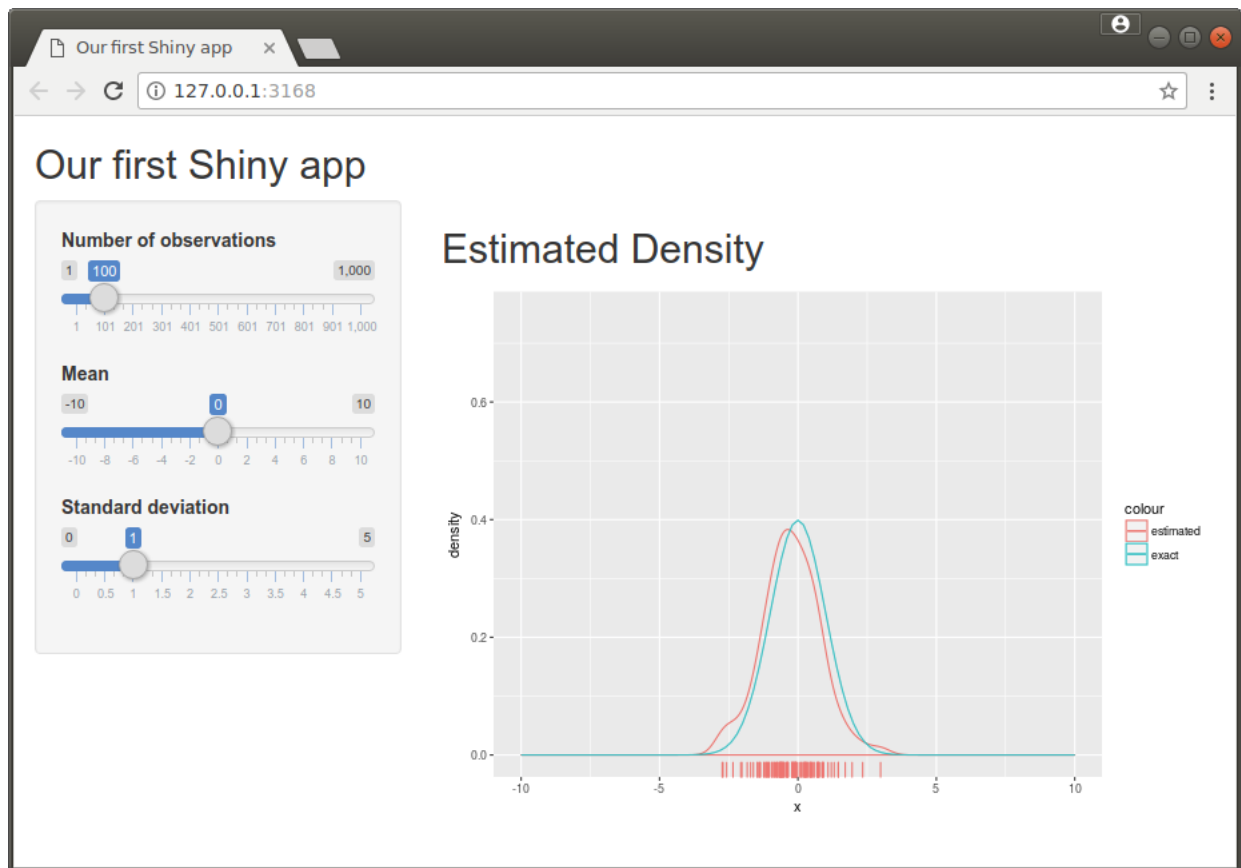 Our first Shiny app
127.0.0.1:3168
Our first Shiny app
Number of observations
1 100 1,000
1 101 201 301 401 501 601 701 801 901 1,000
Mean
-10 0 10
-10 -8 -6 -4 -2 0 2 4 6 8 10
Standard deviation
0 1 5
0 0.5 1 1.5 2 2.5 3 3.5 4 4.5 5
Estimated Density
density
0.6
0.4
0.2
0.0
-10 -5 0 5 10
x
colour
estimated
exact